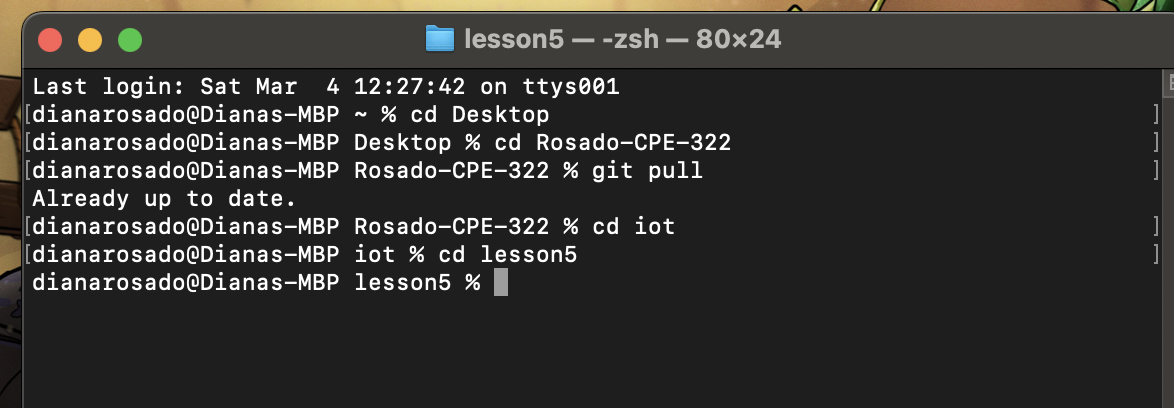 lesson5 — -zsh — 80×24
Last login: Sat Mar  4 12:27:42 on ttys001
[dianarosado@Dianas-MBP ~ % cd Desktop ]
[dianarosado@Dianas-MBP Desktop % cd Rosado-CPE-322 ]
[dianarosado@Dianas-MBP Rosado-CPE-322 % git pull ]
Already up to date.
[dianarosado@Dianas-MBP Rosado-CPE-322 % cd iot ]
[dianarosado@Dianas-MBP iot % cd lesson5 ]
dianarosado@Dianas-MBP lesson5 %